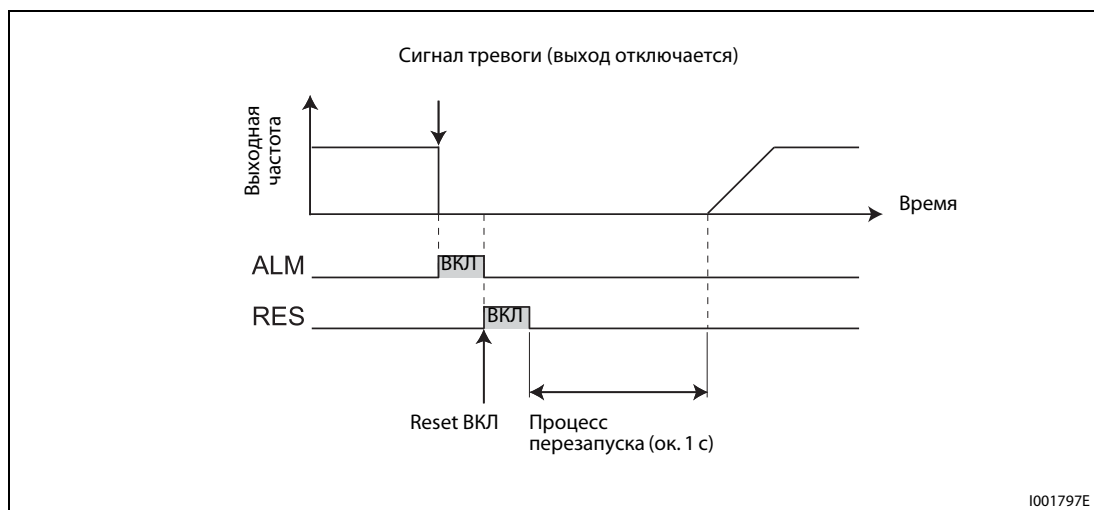 Сигнал тревоги (выход отключается)
Выходная
частота
Время
ALM
ВКЛ
RES
ВКЛ
Reset ВКЛ
Процесс
перезапуска (ок. 1 с)
I001797E